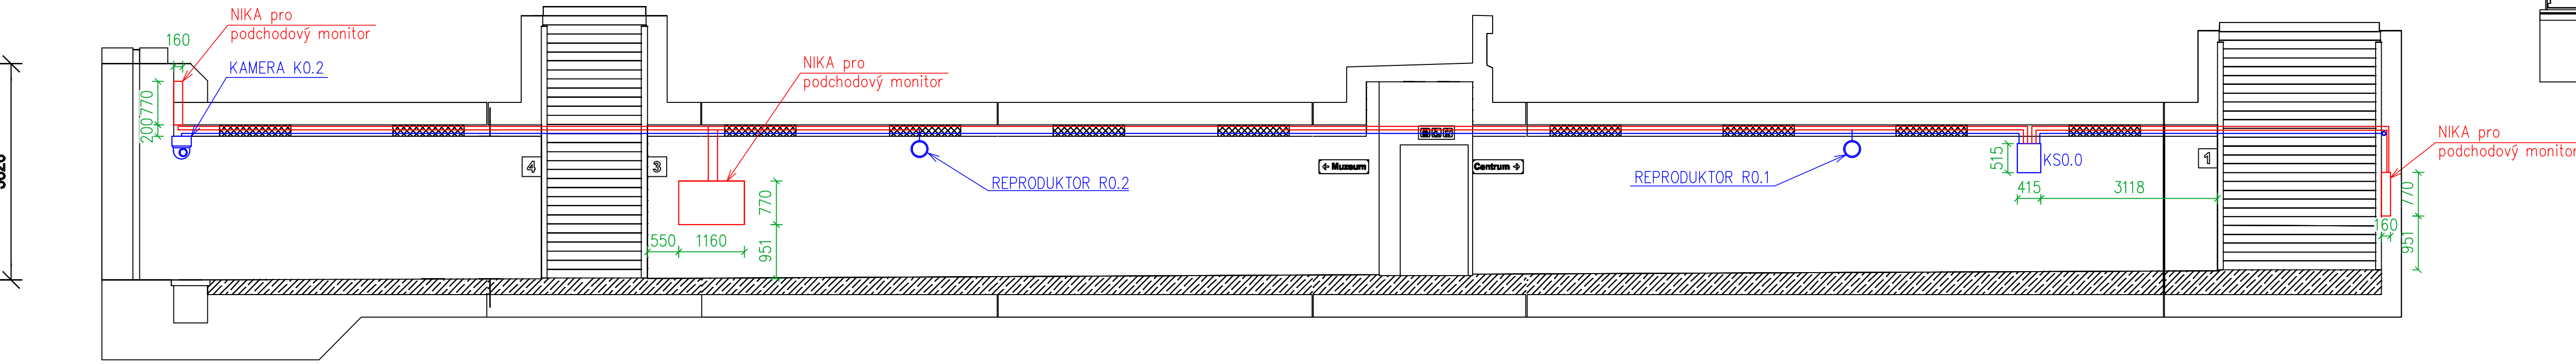 NIKA pro
podchodový monitor
160
KAMERA K0.2
770
200
4
3
NIKA pro
podchodový monitor
770
550
1160
951
REPRODUKTOR R0.2
← Muzeum
Centrum →
REPRODUKTOR R0.1
515
KS0.0
415
3118
1
NIKA pro
podchodový monitor
770
160
951